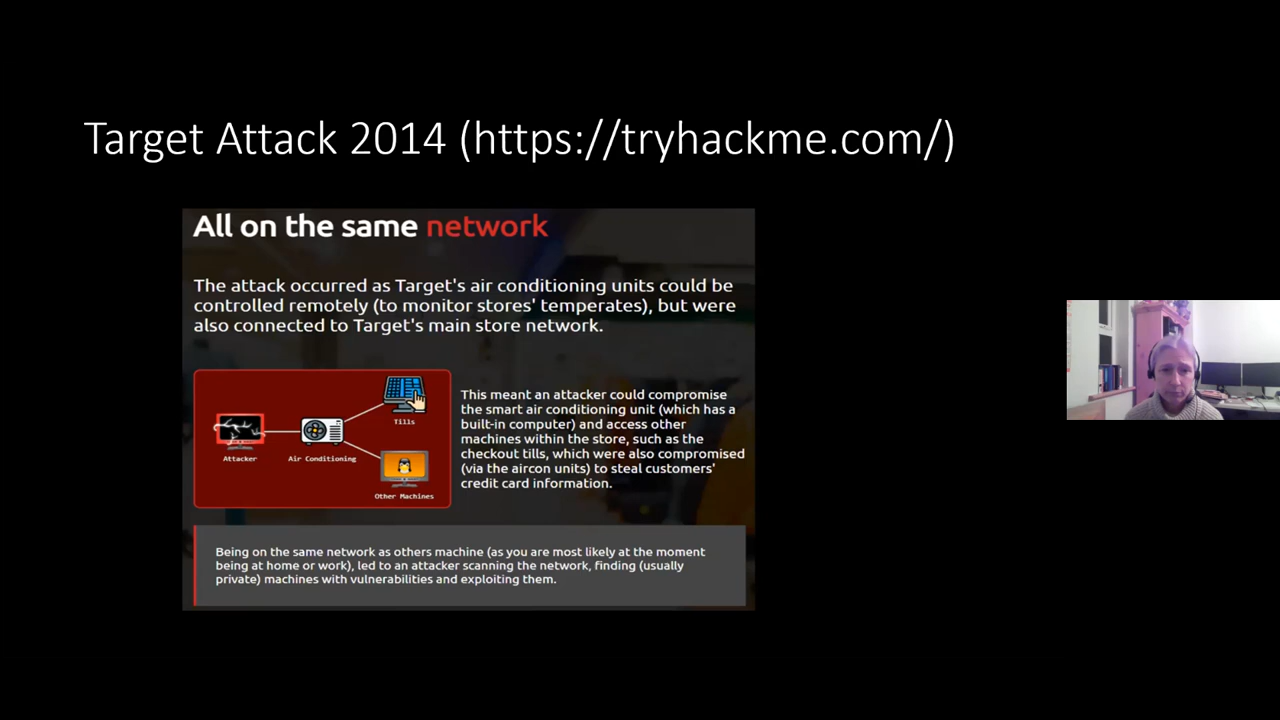 Target Attack 2014 (https://tryhackme.com/)
All on the same network
The attack occurred as Target's air conditioning units could be
controlled remotely (to monitor stores' temperates), but were
also connected to Target's main store network.
Attacker
Air Conditioning
Tills
Other Machines
This meant an attacker could compromise
the smart air conditioning unit (which has a
built-in computer) and access other
machines within the store, such as the
checkout tills, which were also compromised
(via the aircon units) to steal customers'
credit card information.
Being on the same network as others machine (as you are most likely at the moment
being at home or work), led to an attacker scanning the network, finding (usually
private) machines with vulnerabilities and exploiting them.